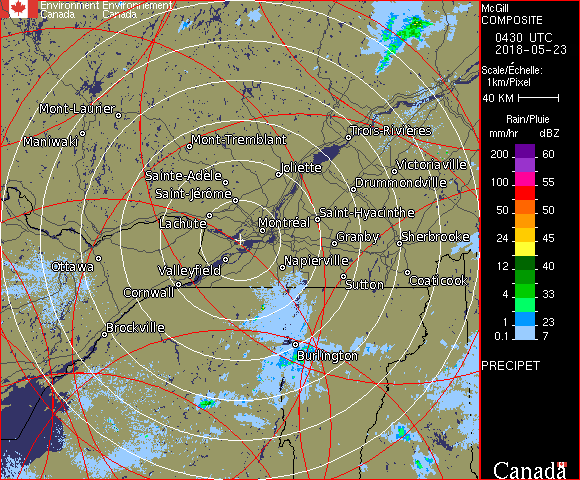 Environment Environnement
Canada Canada
McGill
COMPOSITE
0430 UTC
2018-05-23
Scale/Échelle:
1km/Pixel
40 KM
Rain/Pluie
mm/hr dBZ
200 60
100 55
50 50
24 45
12 40
4 33
1 23
0.1 7
PRECIPET
Canada
Mont-Laurier
Trois-Rivières
Maniwaki
Mont-Tremblant
Joliette
Victoriaville
Sainte-Adèle
Drummondville
Saint-Jérôme
Saint-Hyacinthe
Lachute
Montréal
Granby
Sherbrooke
Ottawa
Valleyfield
Napierville
Cornwall
Sutton
Coaticook
Brockville
Burlington